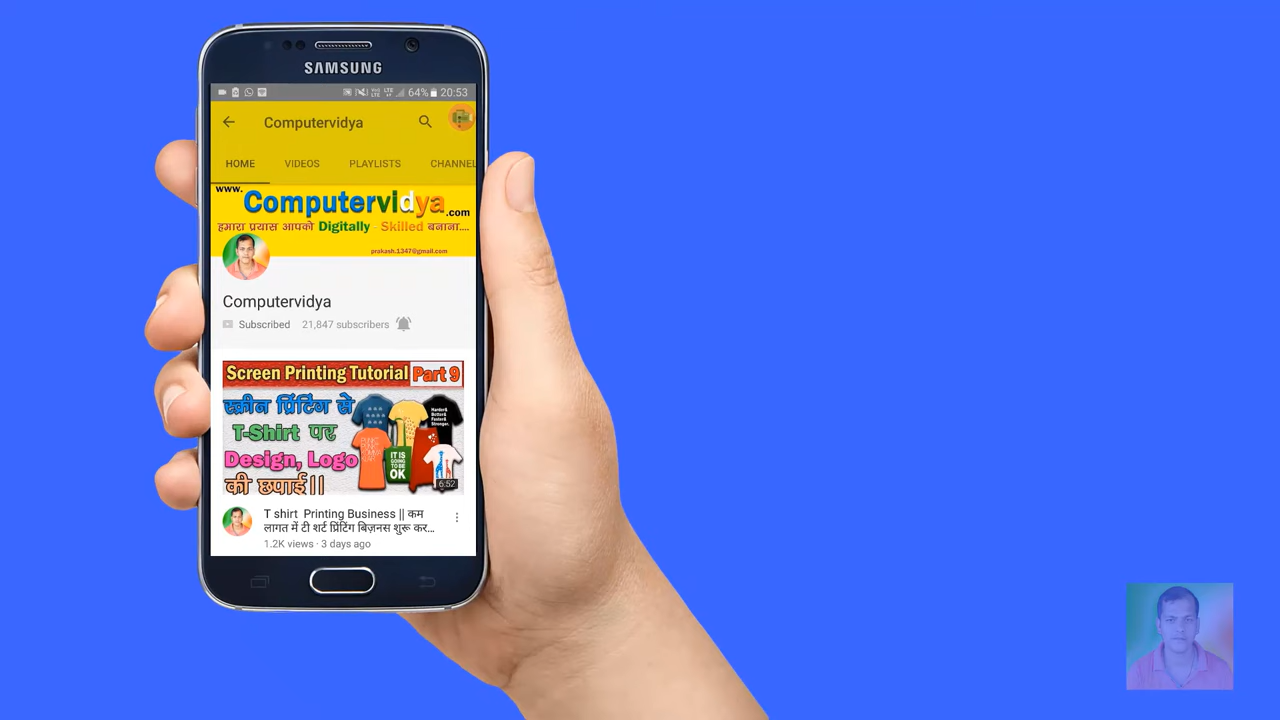 SAMSUNG
64% 20:53
Computervidya
HOME VIDEOS PLAYLISTS CHANNEL
www.
Computervidya.com
हमारा प्रयास आपको Digitally - Skilled बनाना....
prakash.1347@gmail.com
Computervidya
Subscribed 21,847 subscribers
Screen Printing Tutorial Part 9
स्क्रीन प्रिंटिंग से
T-Shirt पर
Design, Logo
की छपाई||
IT IS
GOING
TO BE
OK
6:52
T shirt Printing Business || कम
लागत में टी शर्ट प्रिंटिंग बिज़नस शुरू कर...
1.2K views · 3 days ago